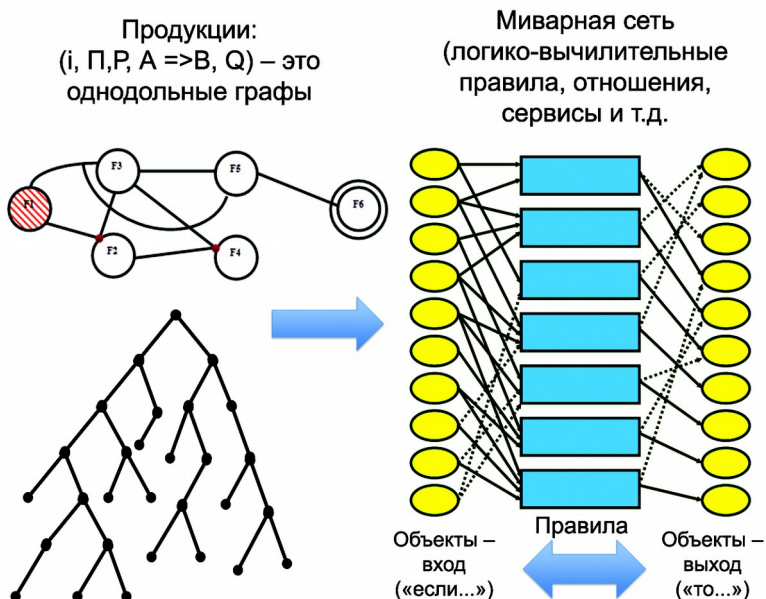 Продукции:
(i, П,Р, А =>В, Q) – это
однодольные графы
Миварная сеть
(логико-вычилительные
правила, отношения,
сервисы и т.д.
F1
F3
F5
F6
F2
F4
Правила
Объекты –
вход
(«если...»)
Объекты –
выход
(«то...»)